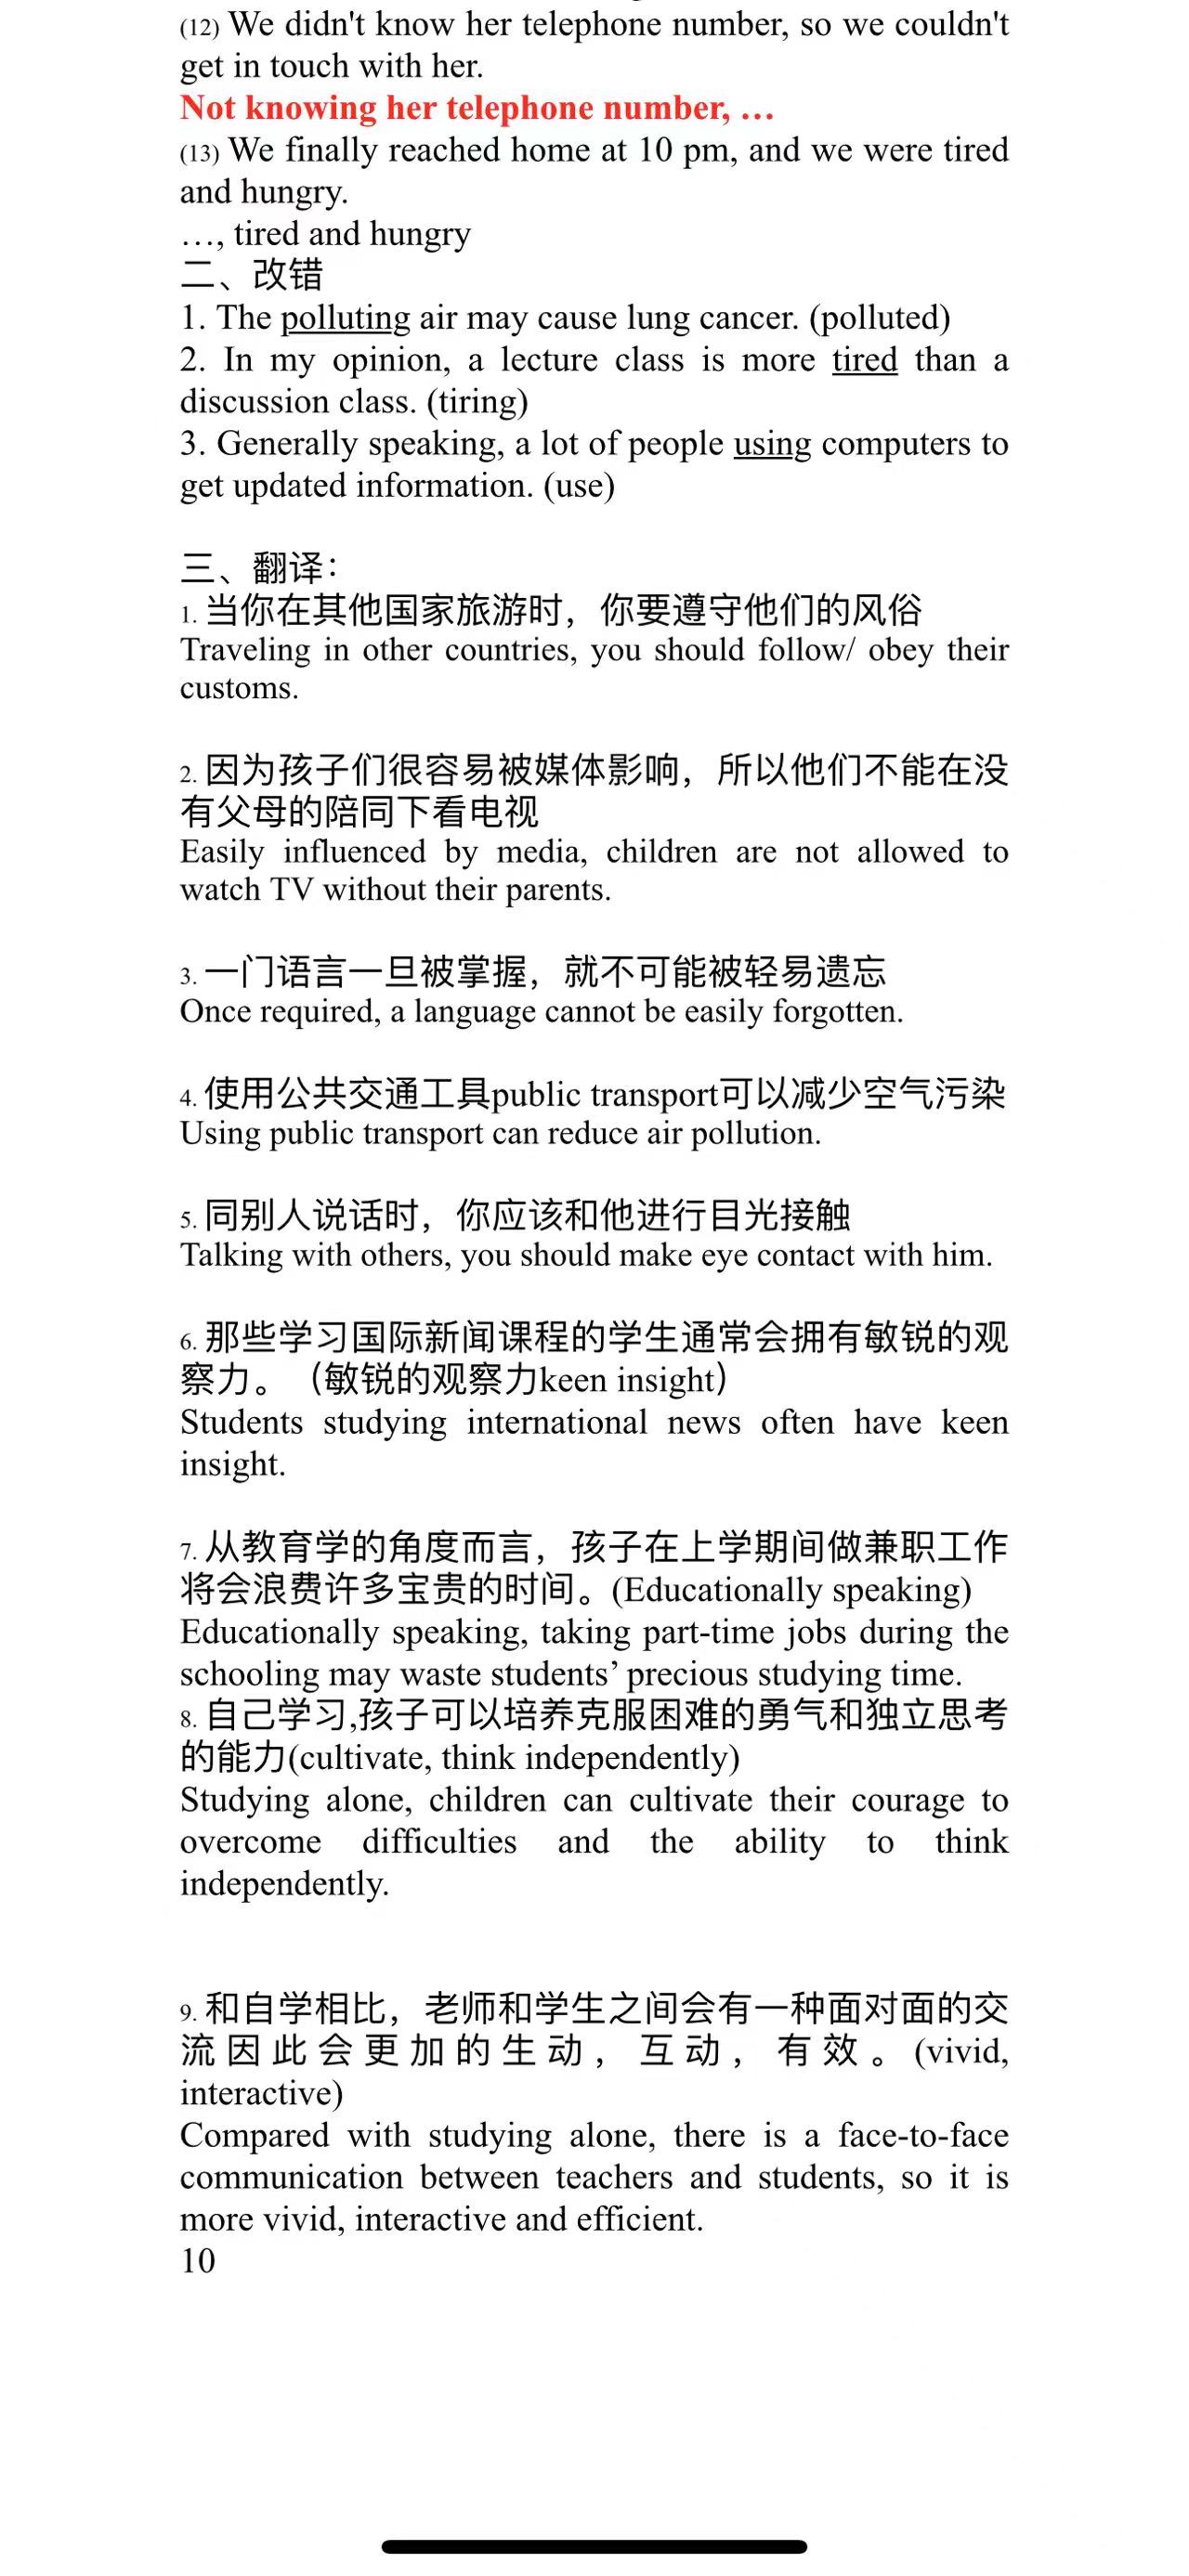 (12) We didn't know her telephone number, so we couldn't
get in touch with her.
Not knowing her telephone number, …
(13) We finally reached home at 10 pm, and we were tired
and hungry.
…, tired and hungry
二、改错
1. The polluting air may cause lung cancer. (polluted)
2. In my opinion, a lecture class is more tired than a
discussion class. (tiring)
3. Generally speaking, a lot of people using computers to
get updated information. (use)
三、翻译：
1. 当你在其他国家旅游时，你要遵守他们的风俗
Traveling in other countries, you should follow/ obey their
customs.
2. 因为孩子们很容易被媒体影响，所以他们不能在没
有父母的陪同下看电视
Easily influenced by media, children are not allowed to
watch TV without their parents.
3. 一门语言一旦被掌握，就不可能被轻易遗忘
Once required, a language cannot be easily forgotten.
4. 使用公共交通工具public transport可以减少空气污染
Using public transport can reduce air pollution.
5. 同别人说话时，你应该和他进行目光接触
Talking with others, you should make eye contact with him.
6. 那些学习国际新闻课程的学生通常会拥有敏锐的观
察力。（敏锐的观察力keen insight）
Students studying international news often have keen
insight.
7. 从教育学的角度而言，孩子在上学期间做兼职工作
将会浪费许多宝贵的时间。(Educationally speaking)
Educationally speaking, taking part-time jobs during the
schooling may waste students’ precious studying time.
8. 自己学习,孩子可以培养克服困难的勇气和独立思考
的能力(cultivate, think independently)
Studying alone, children can cultivate their courage to
overcome difficulties and the ability to think
independently.
9. 和自学相比，老师和学生之间会有一种面对面的交
流因此会更加的生动，互动，有效。(vivid,
interactive)
Compared with studying alone, there is a face-to-face
communication between teachers and students, so it is
more vivid, interactive and efficient.
10